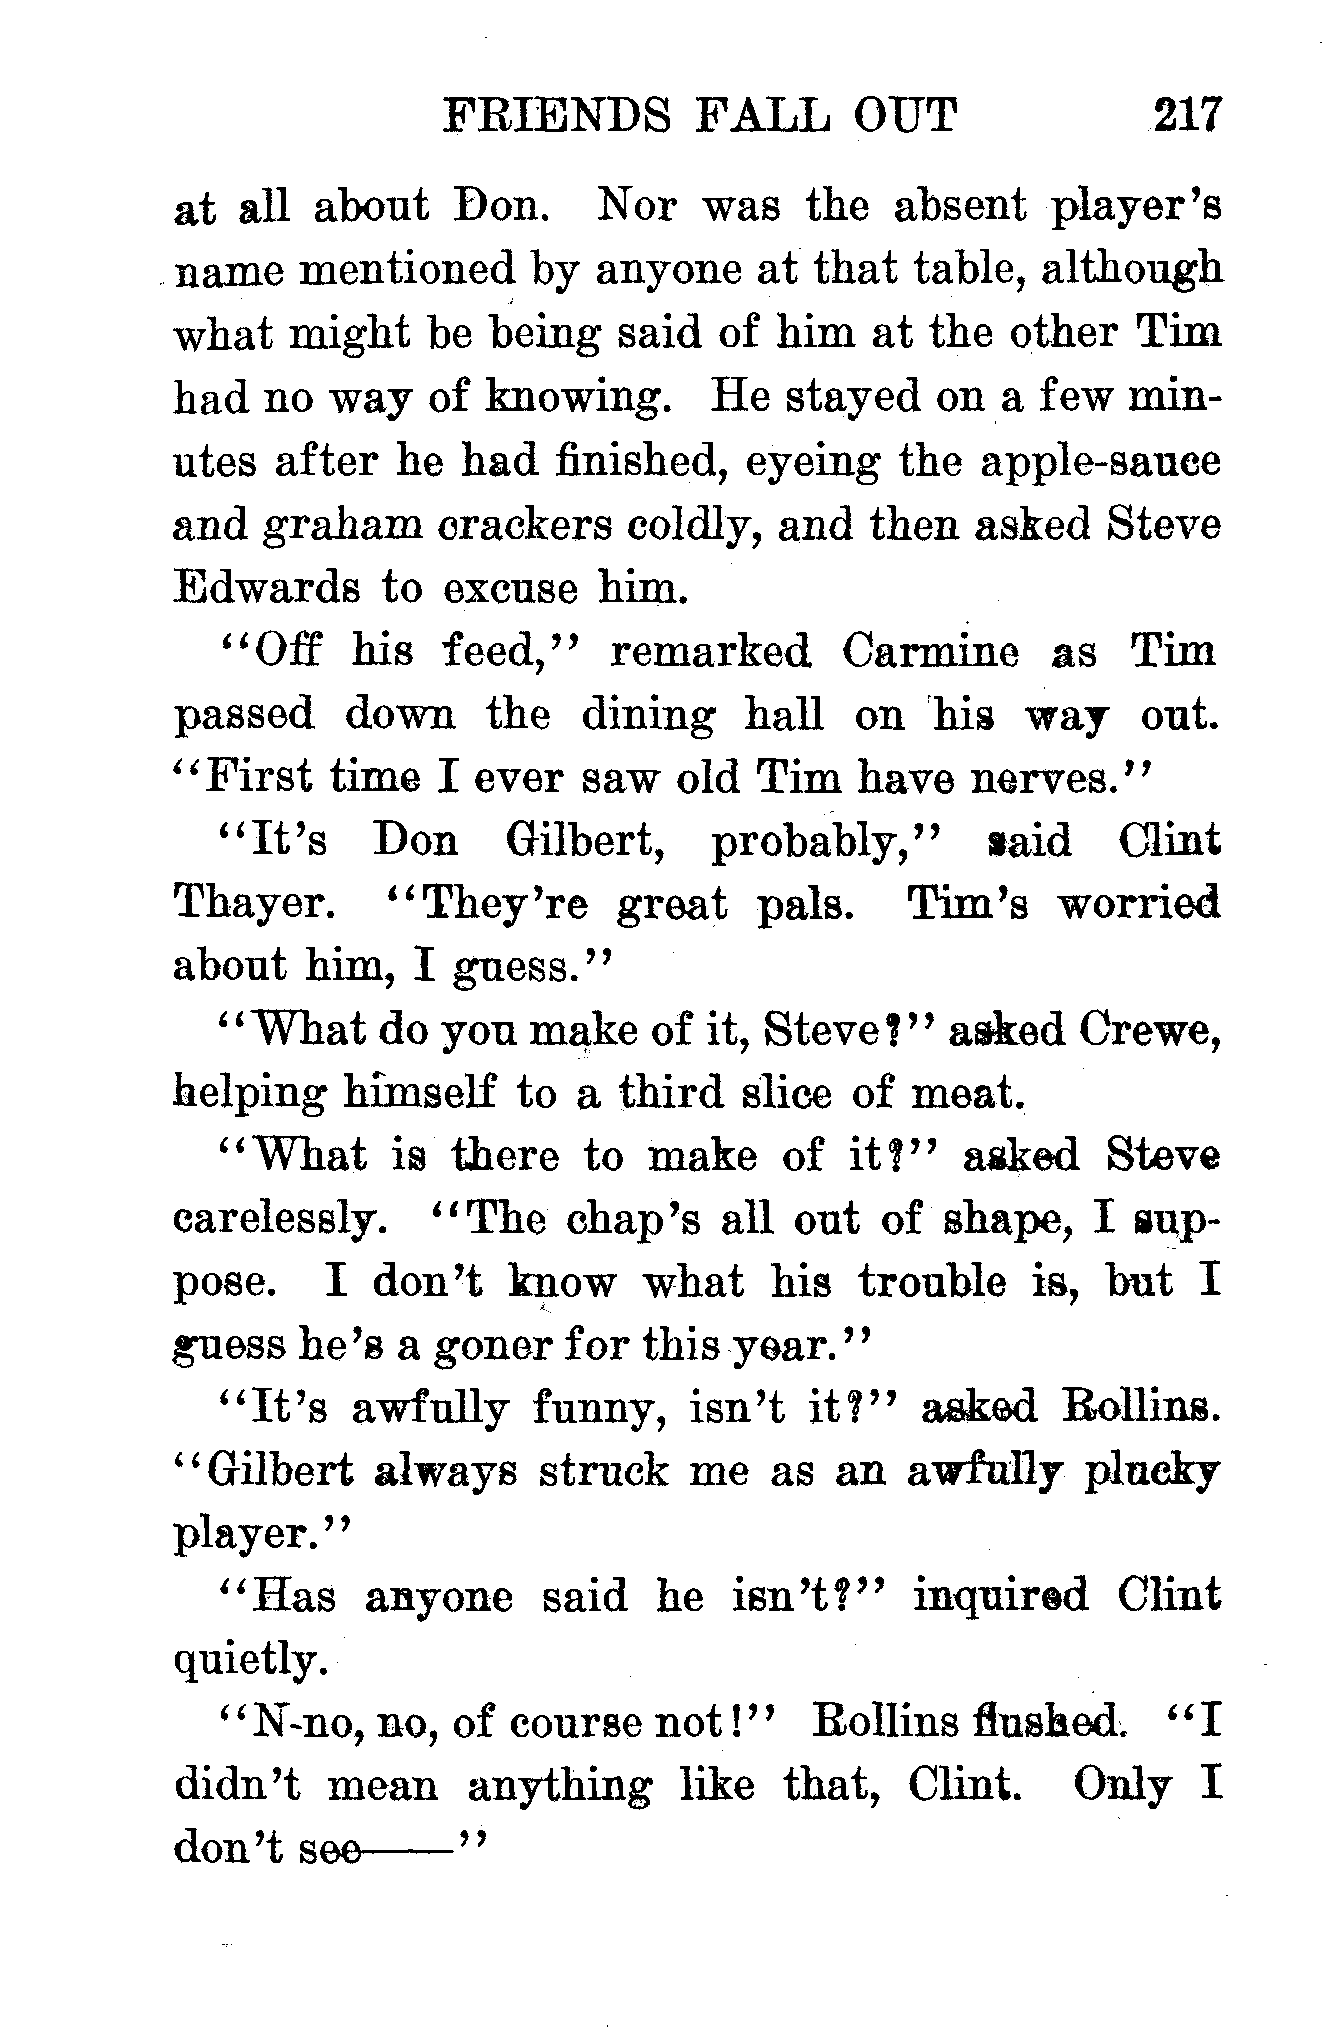 FRIENDS FALL OUT 217
at all about Don. Nor was the absent player's
name mentioned by anyone at that table, although
what might be being said of him at the other Tim
had no way of knowing. He stayed on a few min-
utes after he had finished, eyeing the apple-sauce
and graham crackers coldly, and then asked Steve
Edwards to excuse him.
"Off his feed," remarked Carmine as Tim
passed down the dining hall on his way out.
"First time I ever saw old Tim have nerves."
"It's Don Gilbert, probably," said Clint
Thayer. "They're great pals. Tim's worried
about him, I guess."
"What do you make of it, Steve?" asked Crewe,
helping himself to a third slice of meat.
"What is there to make of it?" asked Steve
carelessly. "The chap's all out of shape, I sup-
pose. I don't know what his trouble is, but I
guess he's a goner for this year."
"It's awfully funny, isn't it?" asked Rollins.
"Gilbert always struck me as an awfully plucky
player."
"Has anyone said he isn't?" inquired Clint
quietly.
"N-no, no, of course not!" Rollins flushed. "I
didn't mean anything like that, Clint. Only I
don't see——"